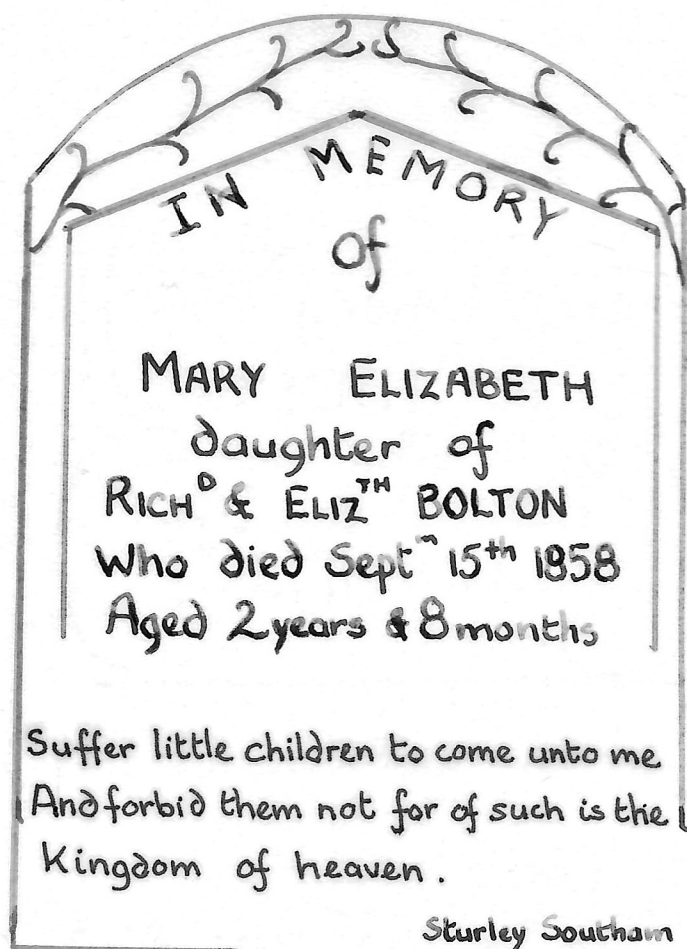 IN MEMORY
Of
MARY ELIZABETH
daughter of
RICHᴰ & ELIZᵀᴴ BOLTON
Who died Septᵐ 15ᵗʰ 1858
Aged 2 years & 8 months
Suffer little children to come unto me
And forbid them not for of such is the
Kingdom of heaven.
Sturley Southam